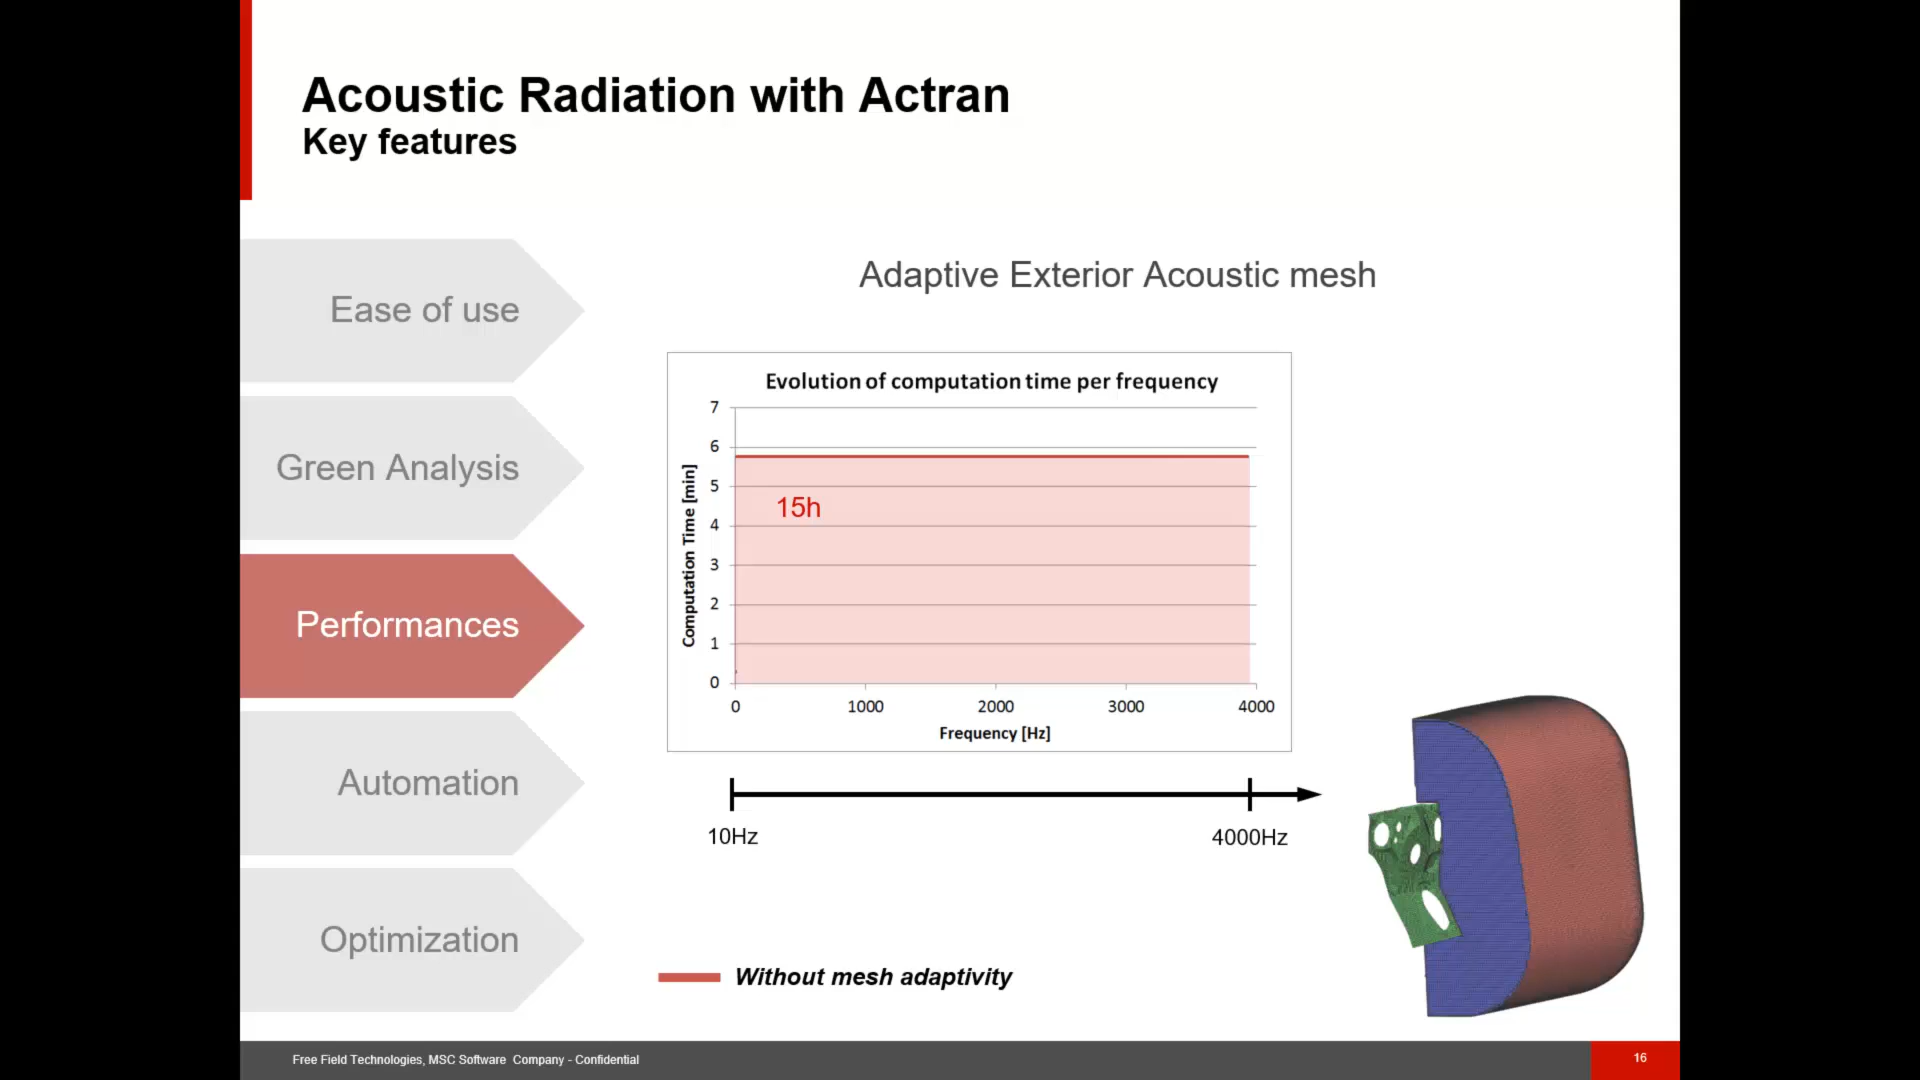 Acoustic Radiation with Actran
Key features
Ease of use
Green Analysis
Performances
Automation
Optimization
Adaptive Exterior Acoustic mesh
Evolution of computation time per frequency
Computation Time [min]
7
6
5
4
3
2
1
0
15h
0 1000 2000 3000 4000
Frequency [Hz]
10Hz 4000Hz
Without mesh adaptivity
Free Field Technologies, MSC Software Company - Confidential
16